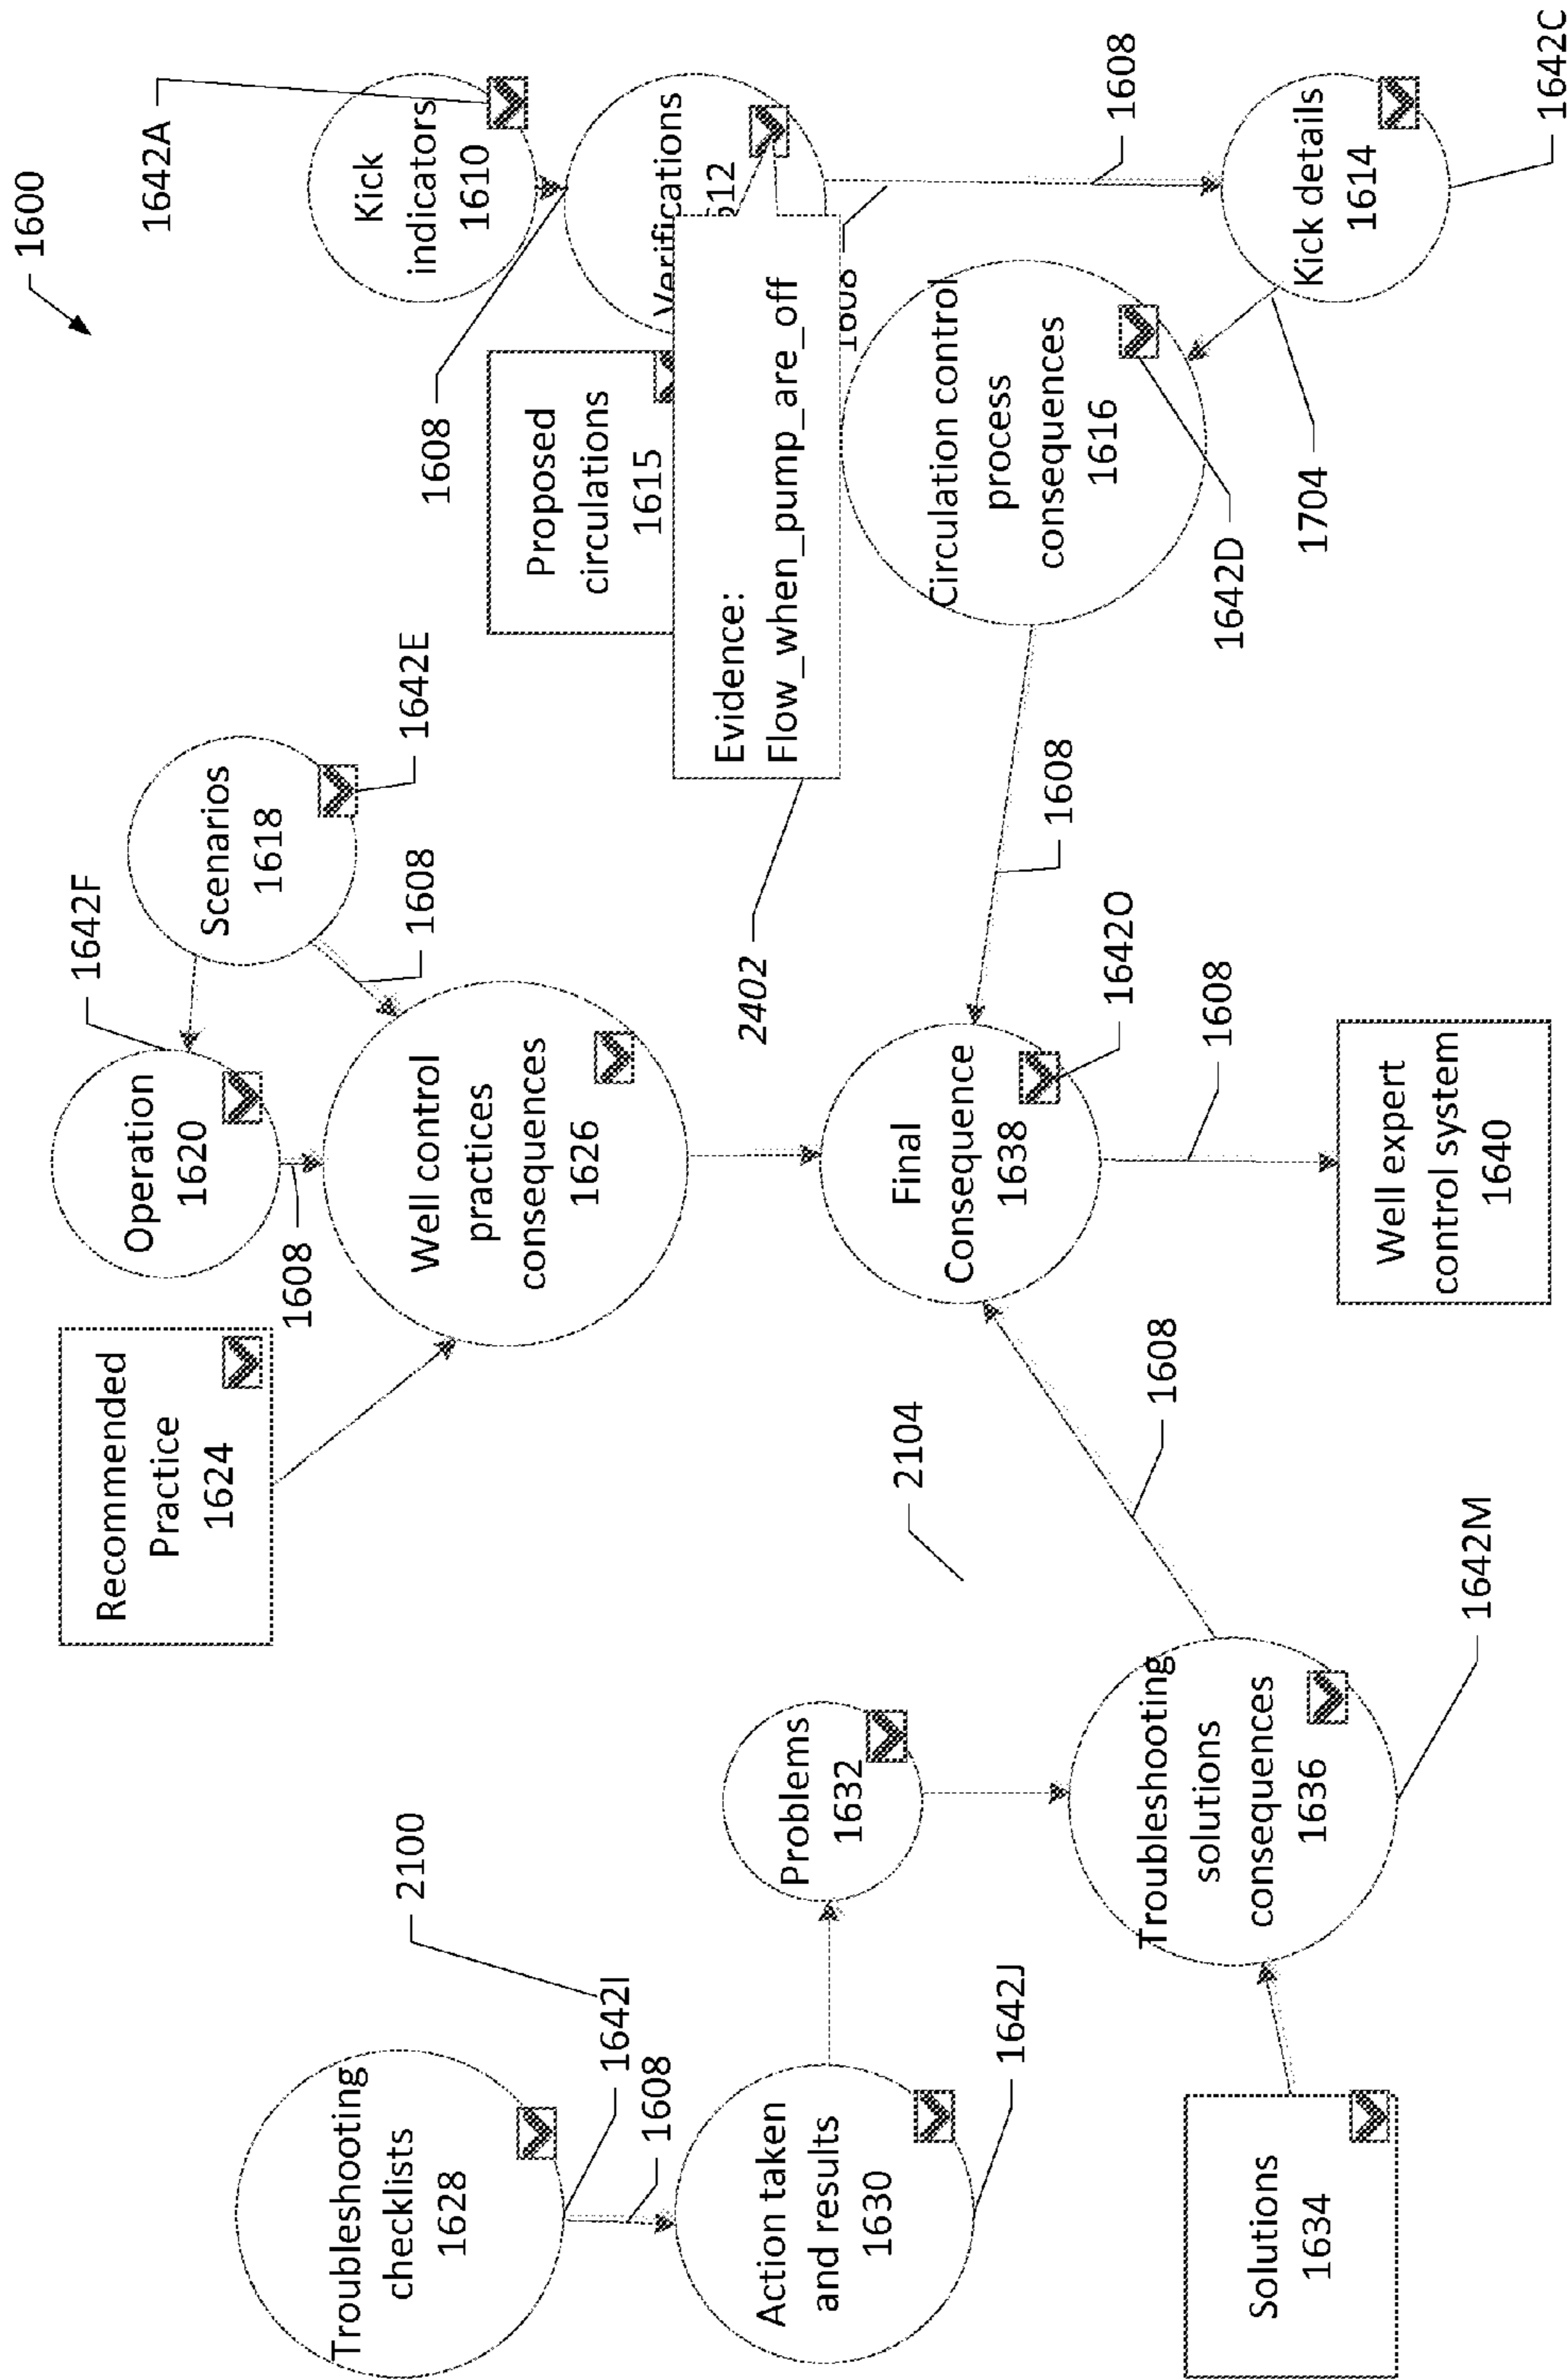 1600
Troubleshooting
checklists
1628
2100
1642I
1608
Action taken
and results
1630
1642J
Problems
1632
Solutions
1634
Troubleshooting
solutions
consequences
1636
1642M
2104
1608
Recommended
Practice
1624
Operation
1620
1642F
1608
Scenarios
1618
1642E
1608
Well control
practices
consequences
1626
Final
Consequence
1638
1642O
1608
1608
Well expert
control system
1640
Kick
indicators
1610
1642A
1608
Verifications
Proposed
circulations
1615
Evidence:
Flow_when_pump_are_off
2402
1608
Circulation control
process
consequences
1616
1642D
1704
1608
Kick details
1614
1642C